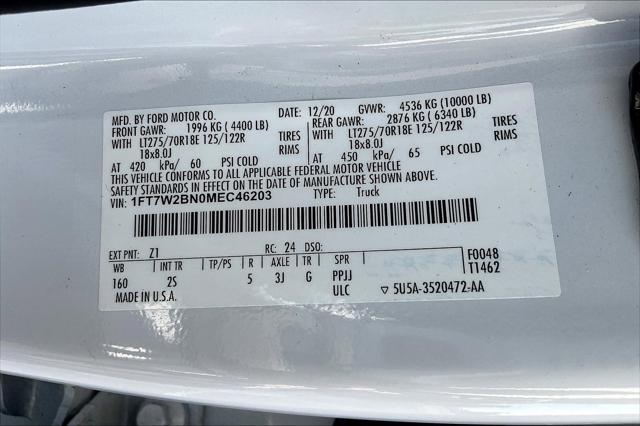 MFD. BY FORD MOTOR CO. DATE: 12/20 GVWR: 4536 KG (10000 LB)
FRONT GAWR: 1996 KG (4400 LB) REAR GAWR: 2876 KG (6340 LB)
WITH LT275/70R18E 125/122R TIRES WITH LT275/70R18E 125/122R TIRES
18x8.0J RIMS 18x8.0J RIMS
AT 420 kPa/ 60 PSI COLD AT 450 kPa/ 65 PSI COLD
THIS VEHICLE CONFORMS TO ALL APPLICABLE FEDERAL MOTOR VEHICLE
SAFETY STANDARDS IN EFFECT ON THE DATE OF MANUFACTURE SHOWN ABOVE.
VIN: 1FT7W2BN0MEC46203 TYPE: Truck
EXT PNT: Z1 RC: 24 DSO:
WB INT TR TP/PS R AXLE TR SPR F0048
160 2S 5 3J G PPJJ T1462
MADE IN U.S.A. ULC ▽ 5U5A-3520472-AA